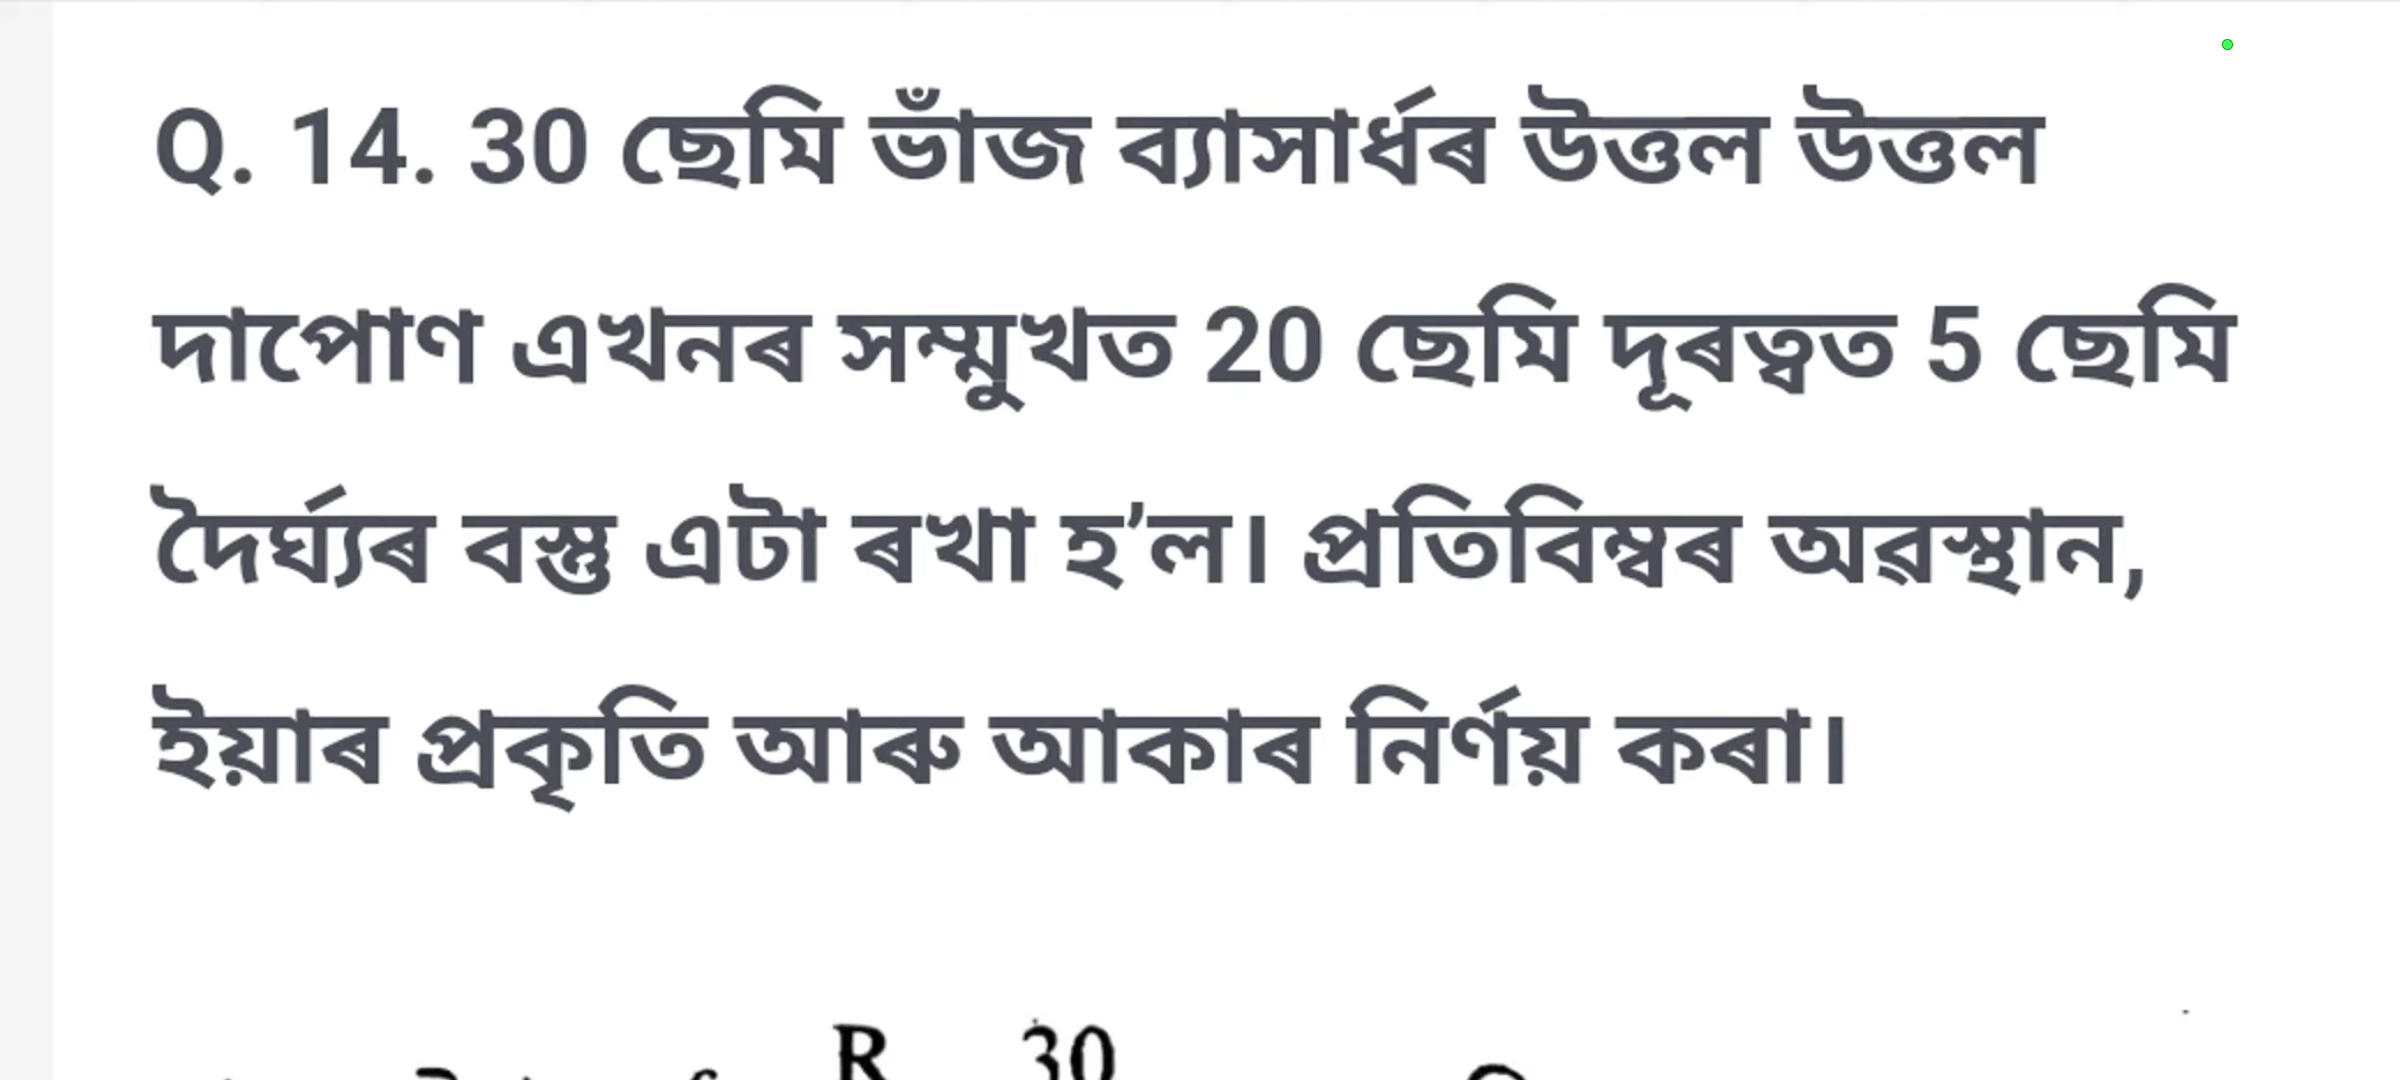 Q. 14. 30 ছেমি ভাঁজ ব্যাসাৰ্ধৰ উত্তল উত্তল
দাপোণ এখনৰ সম্মুখত 20 ছেমি দূৰত্বত 5 ছেমি
দৈৰ্ঘ্যৰ বস্তু এটা ৰখা হ’ল। প্ৰতিবিম্বৰ অৱস্থান,
ইয়াৰ প্ৰকৃতি আৰু আকাৰ নিৰ্ণয় কৰা।
R 30